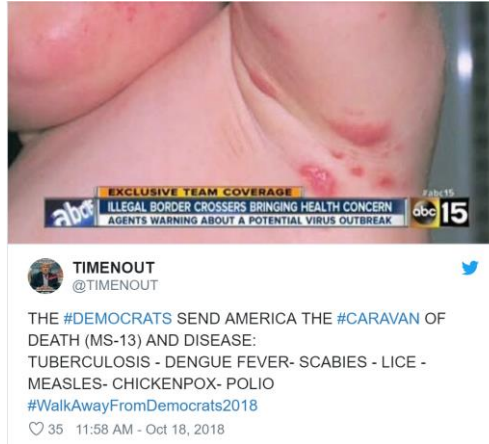 EXCLUSIVE TEAM COVERAGE
#abc15
abc
ILLEGAL BORDER CROSSERS BRINGING HEALTH CONCERN
AGENTS WARNING ABOUT A POTENTIAL VIRUS OUTBREAK
abc 15
TIMENOUT
@TIMENOUT
THE #DEMOCRATS SEND AMERICA THE #CARAVAN OF
DEATH (MS-13) AND DISEASE:
TUBERCULOSIS - DENGUE FEVER- SCABIES - LICE -
MEASLES- CHICKENPOX- POLIO
#WalkAwayFromDemocrats2018
35 11:58 AM - Oct 18, 2018